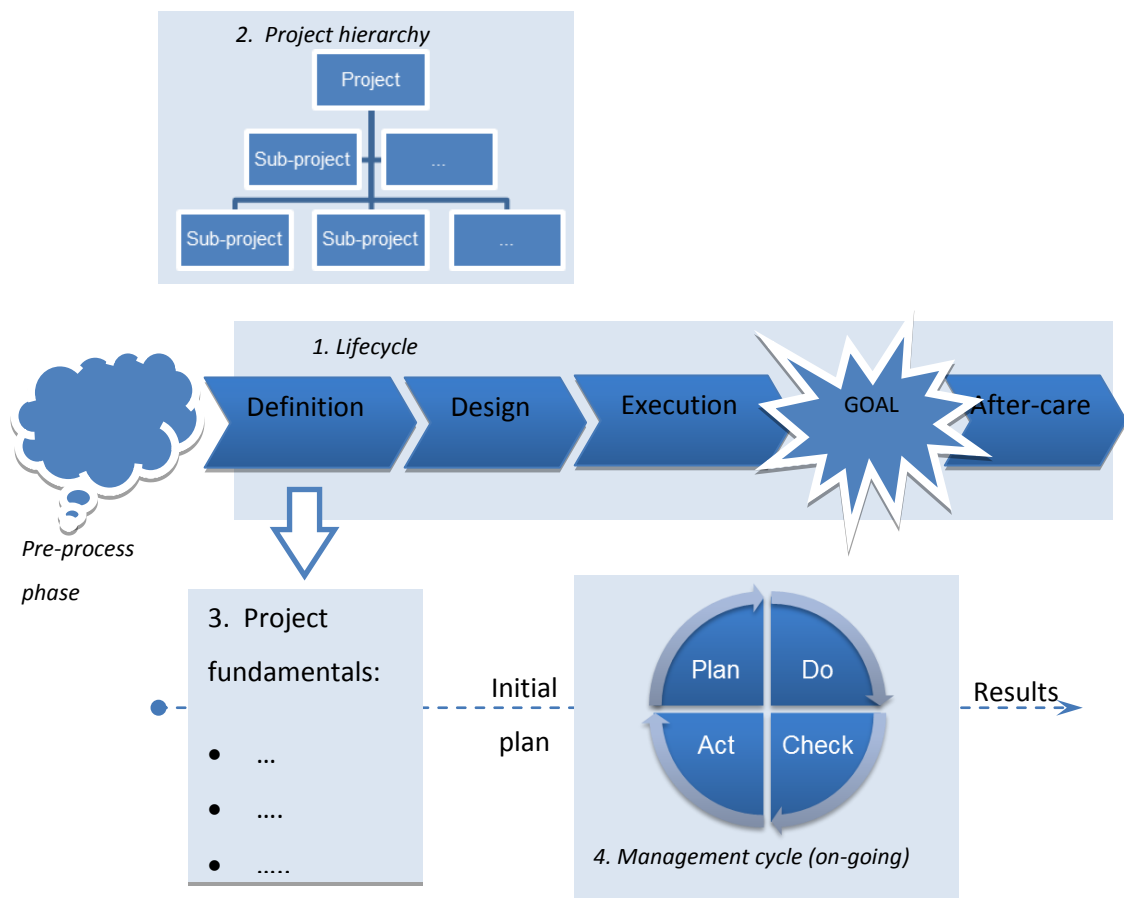 2. Project hierarchy
Project
Sub-project
...
Sub-project
Sub-project
...
1. Lifecycle
Definition
Design
Execution
GOAL
After-care
Pre-process
phase
3. Project
fundamentals:
• ...
• ....
• .....
Initial
plan
Plan
Do
Act
Check
4. Management cycle (on-going)
Results